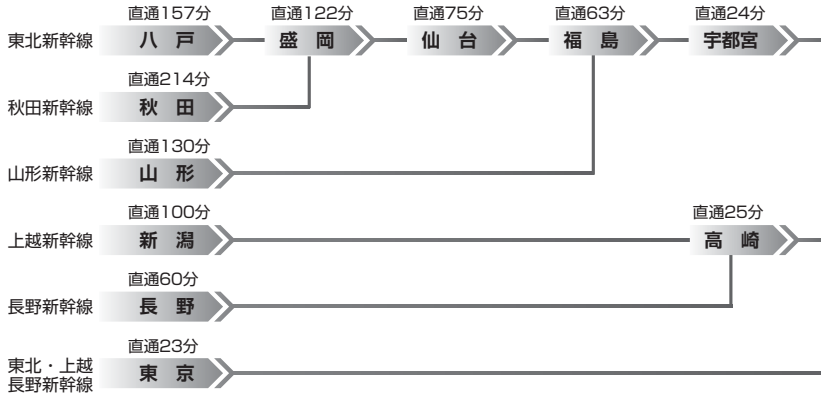 直通157分
直通122分
直通75分
直通63分
直通24分
東北新幹線
八戸
盛岡
仙台
福島
宇都宮
直通214分
秋田新幹線
秋田
直通130分
山形新幹線
山形
直通100分
直通25分
上越新幹線
新潟
高崎
直通60分
長野新幹線
長野
直通23分
東北・上越
長野新幹線
東京